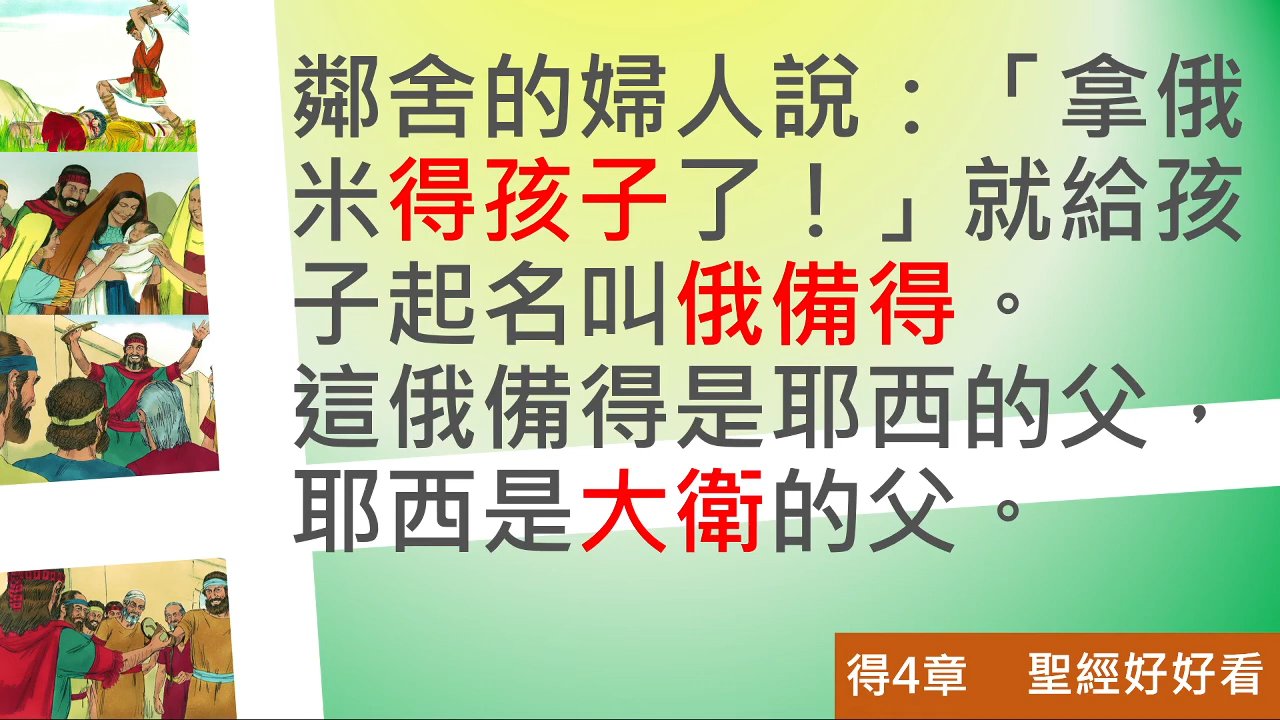 鄰舍的婦人說：「拿俄
米得孩子了！」就給孩
子起名叫俄備得。
這俄備得是耶西的父，
耶西是大衛的父。
得4章 聖經好好看